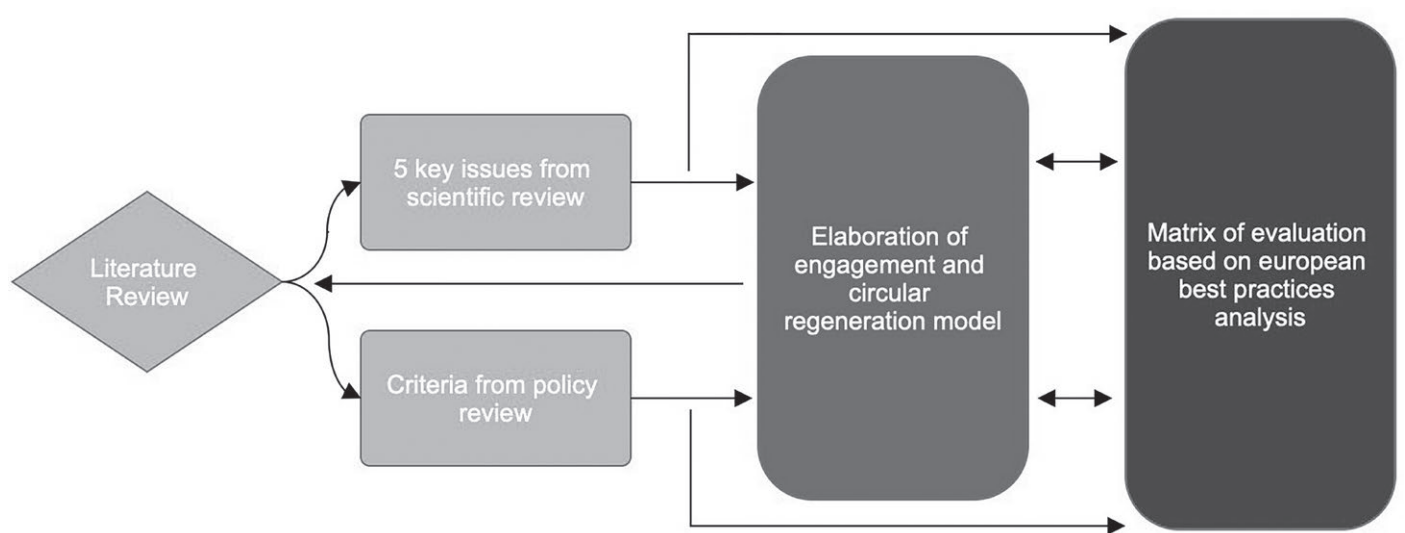 Literature
Review
5 key issues from
scientific review
Criteria from policy
review
Elaboration of
engagement and
circular
regeneration model
Matrix of evaluation
based on european
best practices
analysis